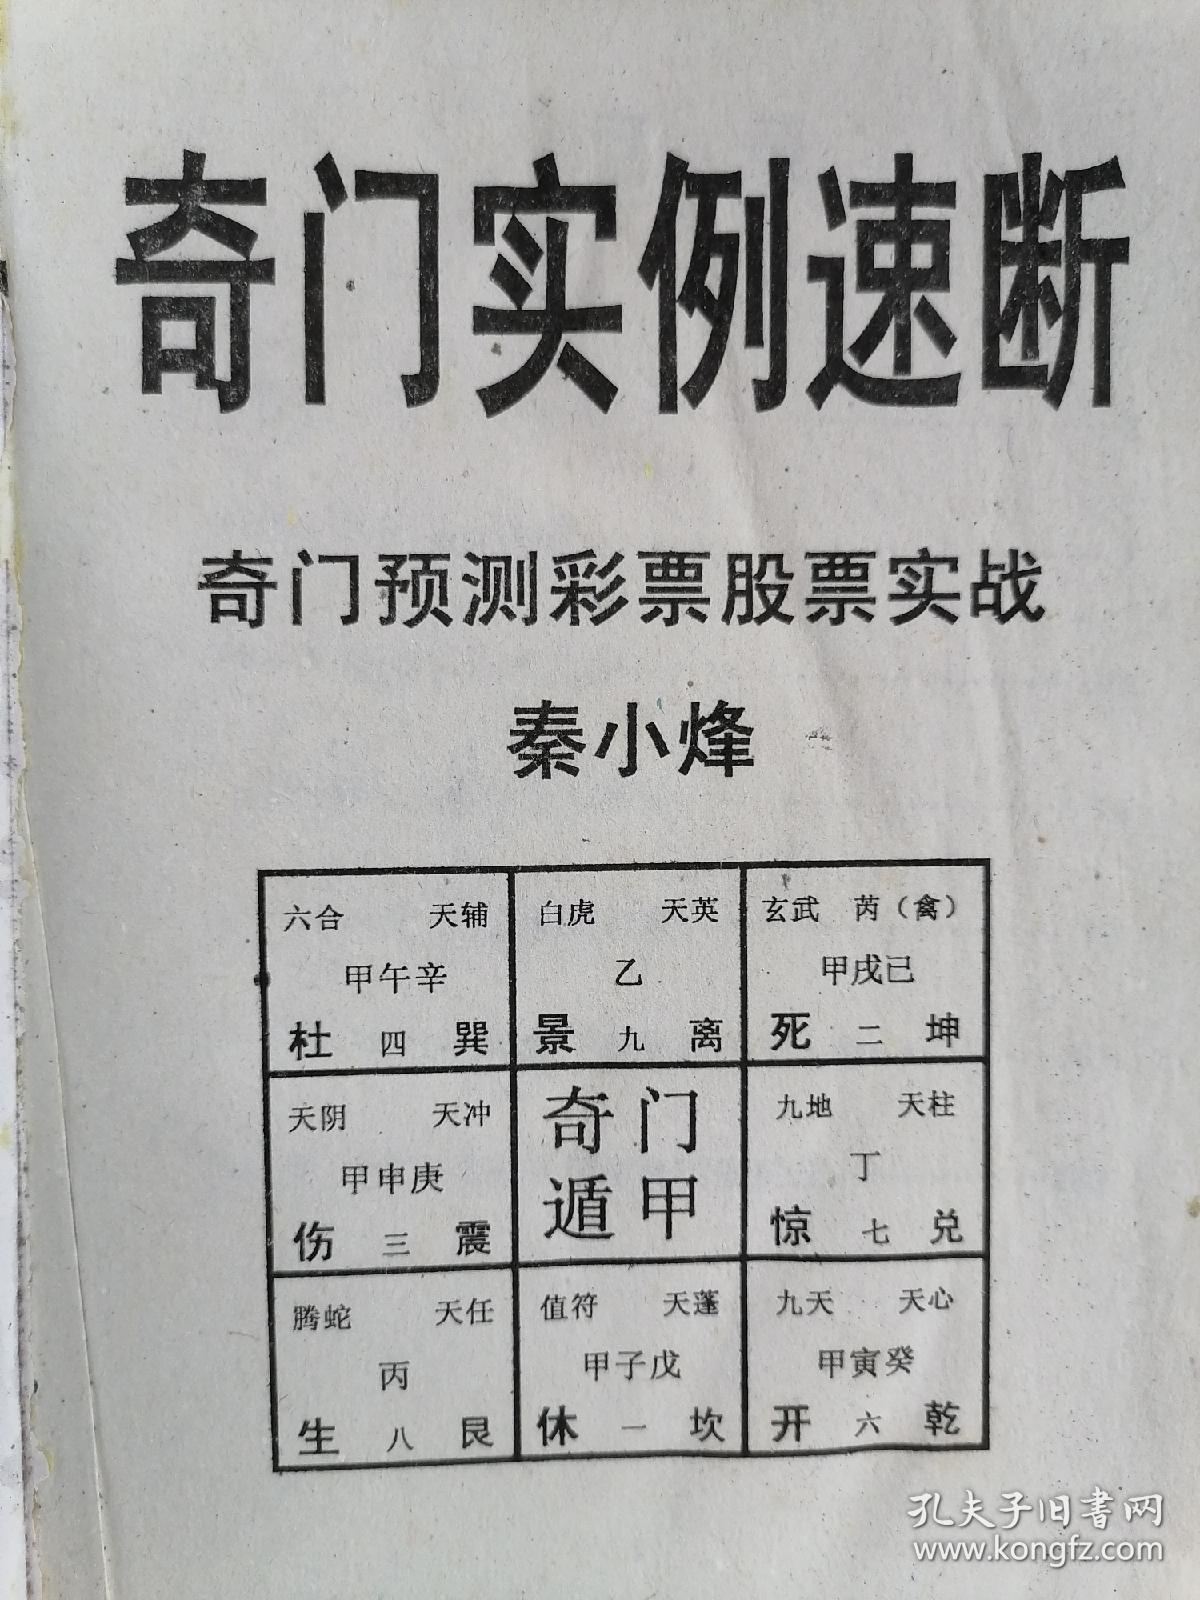 奇门实例速断
奇门预测彩票股票实战
秦小烽
六合 天辅
甲午辛
杜 四 巽
白虎 天英
乙
景 九 离
玄武 芮(禽)
甲戌已
死 二 坤
天阴 天冲
甲申庚
伤 三 震
奇门
遁甲
九地 天柱
丁
惊 七 兑
腾蛇 天任
丙
生 八 艮
值符 天蓬
甲子戊
休 一 坎
九天 天心
甲寅癸
开 六 乾
孔夫子旧书网
www.kongfz.com